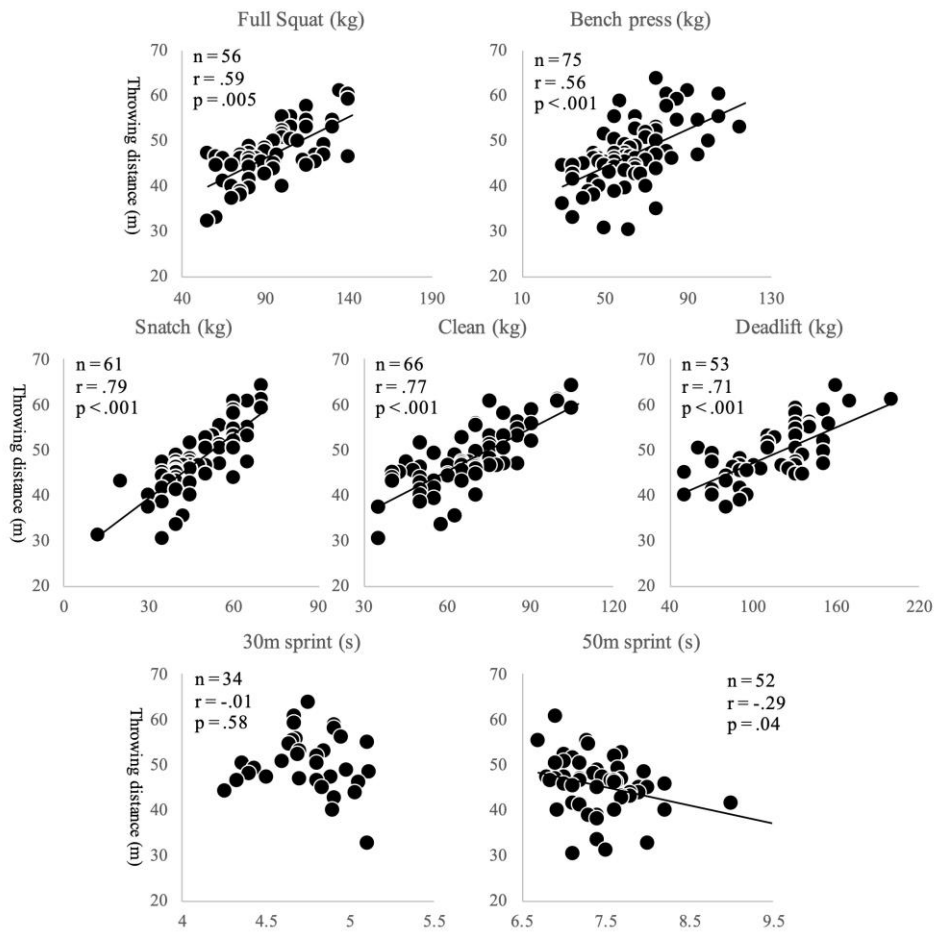 Full Squat (kg)
Bench press (kg)
70
60
50
40
30
20
Throwing distance (m)
n = 56
r = .59
p = .005
40
90
140
190
70
60
50
40
30
20
n = 75
r = .56
p < .001
10
50
90
130
Snatch (kg)
Clean (kg)
Deadlift (kg)
70
60
50
40
30
20
Throwing distance (m)
n = 61
r = .79
p < .001
0
30
60
90
70
60
50
40
30
20
n = 66
r = .77
p < .001
30
60
90
120
70
60
50
40
30
20
n = 53
r = .71
p < .001
40
100
160
220
30m sprint (s)
50m sprint (s)
70
60
50
40
30
20
Throwing distance (m)
n = 34
r = -.01
p = .58
4
4.5
5
5.5
70
60
50
40
30
20
n = 52
r = -.29
p = .04
6.5
7.5
8.5
9.5